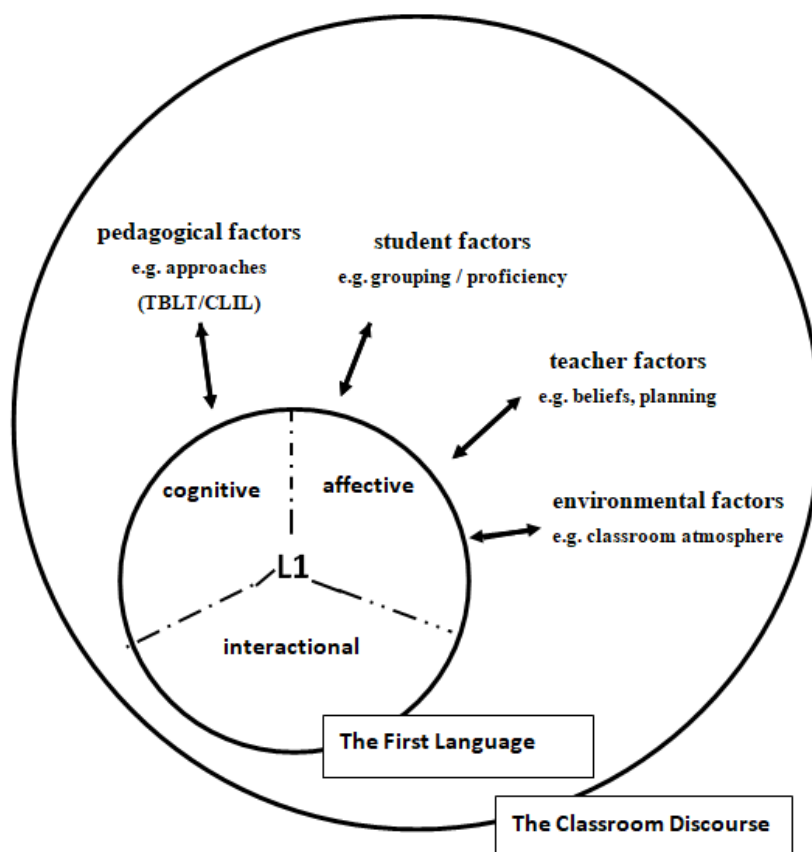 pedagogical factors
e.g. approaches
(TBLT/CLIL)
student factors
e.g. grouping / proficiency
teacher factors
e.g. beliefs, planning
environmental factors
e.g. classroom atmosphere
cognitive
affective
L1
interactional
The First Language
The Classroom Discourse